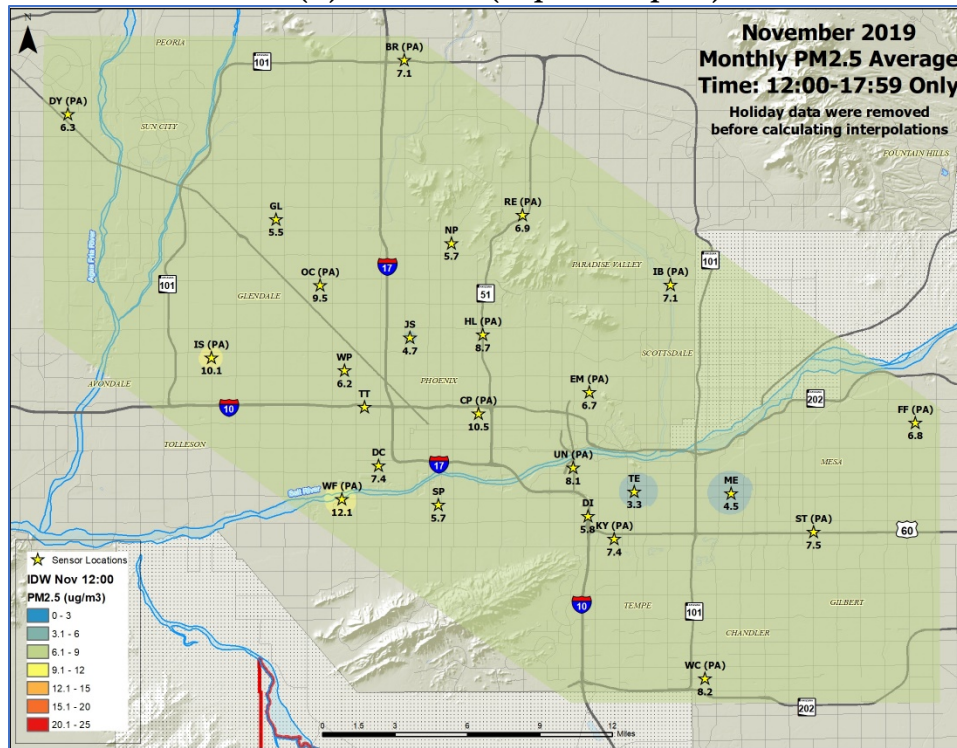 November 2019
Monthly PM2.5 Average
Time: 12:00-17:59 Only
Holiday data were removed
before calculating interpolations
PEORIA
BR (PA)
7.1
101
DY (PA)
6.3
SUN CITY
FOUNTAIN HILLS
GL
5.5
RE (PA)
6.9
NP
5.7
Agua Fria River
101
OC (PA)
9.5
GLENDALE
17
51
PARADISE VALLEY
IB (PA)
7.1
101
JS
4.7
HL (PA)
8.7
IS (PA)
10.1
WP
6.2
SCOTTSDALE
AVONDALE
PHOENIX
EM (PA)
6.7
10
TT
CP (PA)
10.5
202
FF (PA)
6.8
TOLLESON
DC
7.4
17
UN (PA)
8.1
MESA
WF (PA)
12.1
Salt River
SP
5.7
TE
3.3
ME
4.5
DI
5.8
KY (PA)
7.4
ST (PA)
7.5
60
10
TEMPE
101
GILBERT
CHANDLER
WC (PA)
8.2
202
Sensor Locations
IDW Nov 12:00
PM2.5 (ug/m3)
0 - 3
3.1 - 6
6.1 - 9
9.1 - 12
12.1 - 15
15.1 - 20
20.1 - 25
0 1.5 3 6 9 12
Miles
N